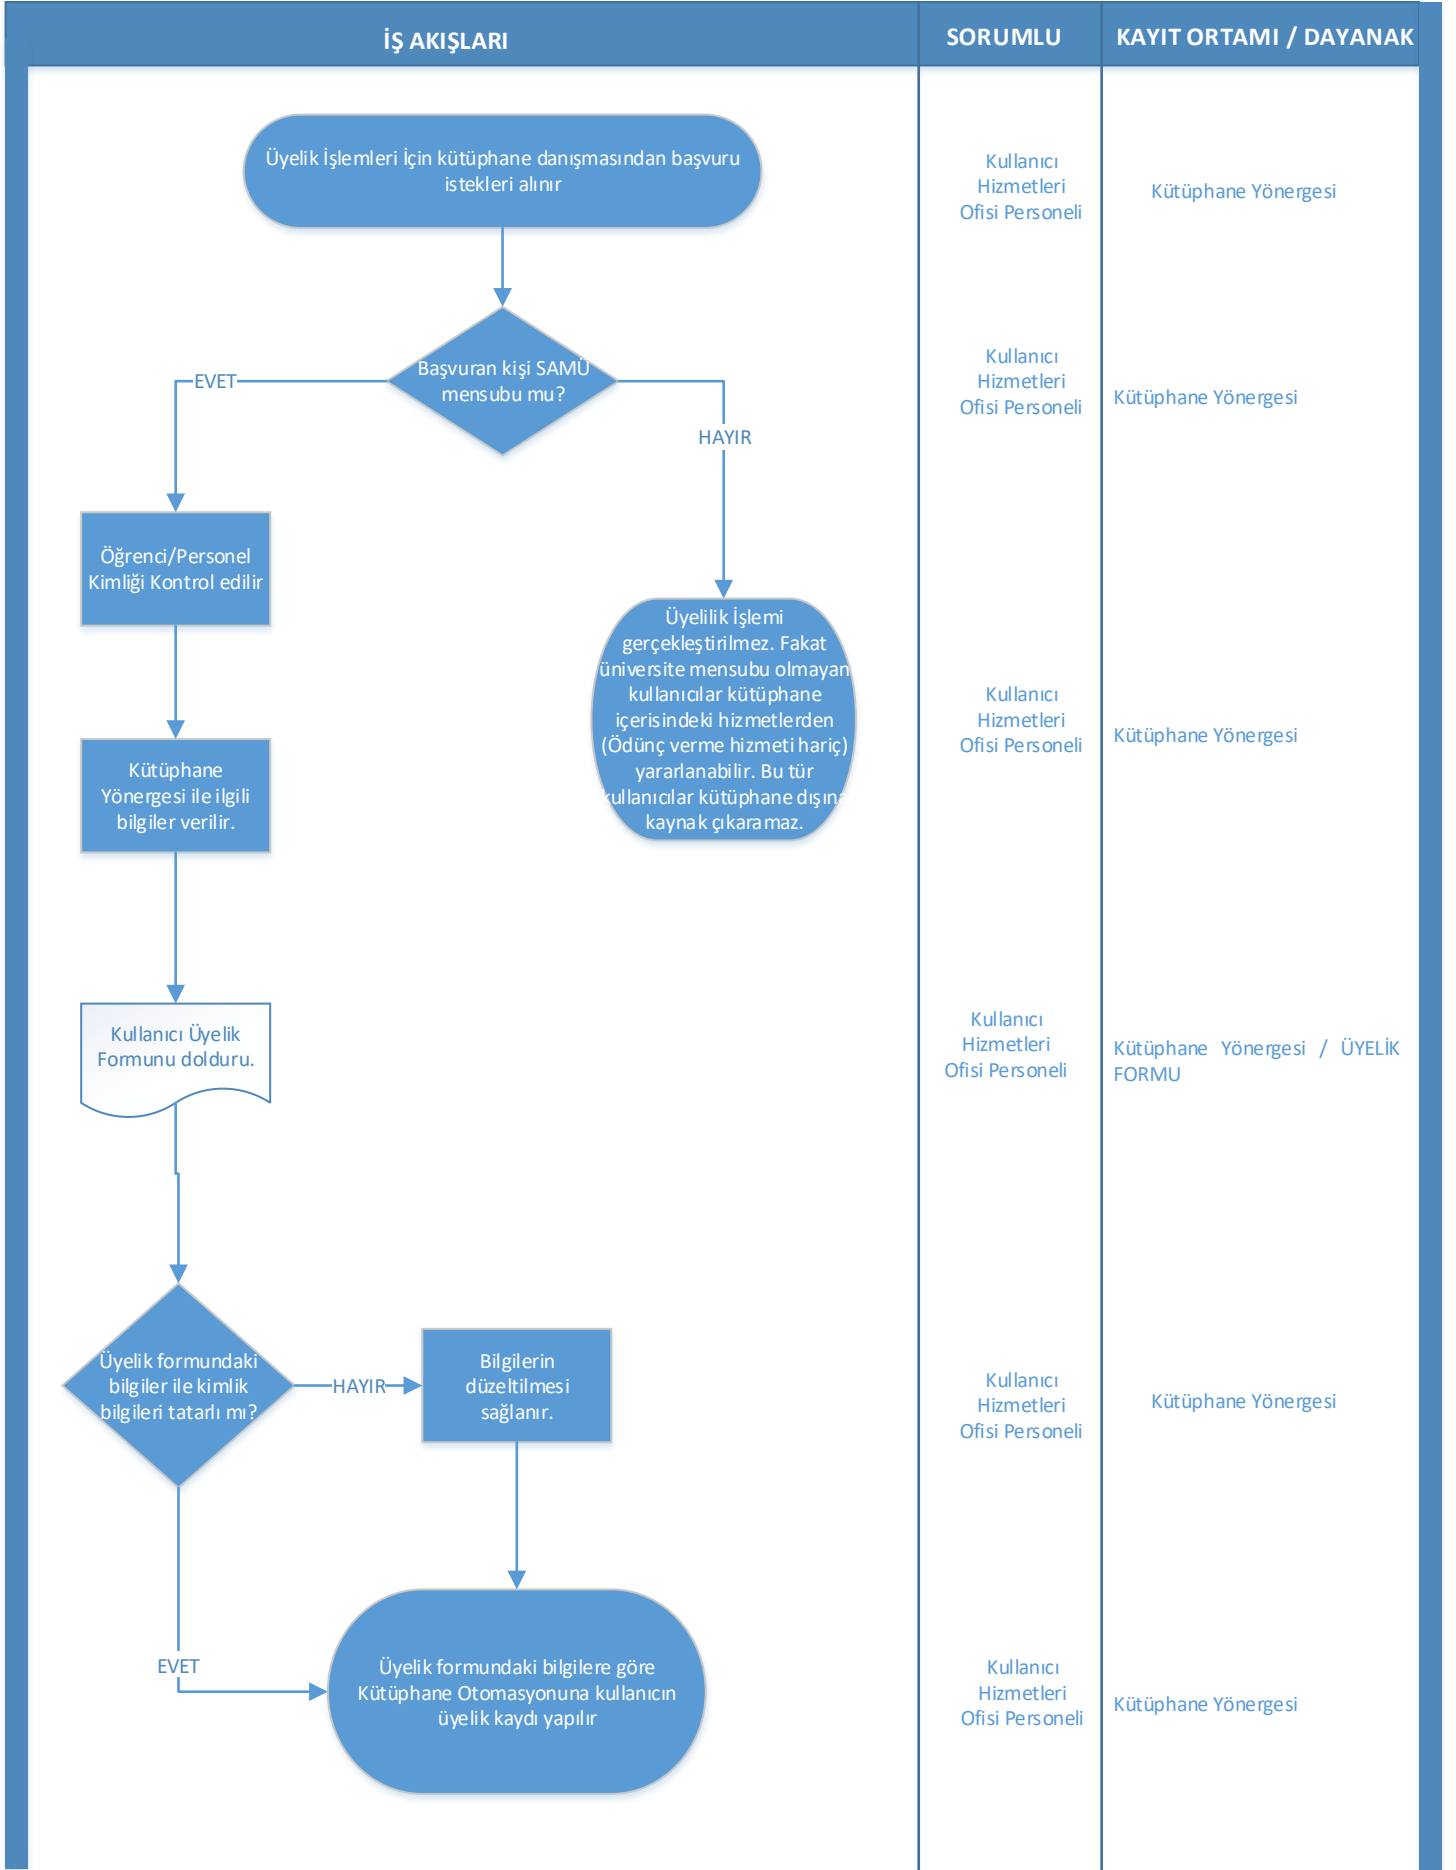 İŞ AKIŞLARI
SORUMLU
KAYIT ORTAMI / DAYANAK
Üyelik İşlemleri İçin kütüphane danışmasından başvuru
istekleri alınır
Kullanıcı
Hizmetleri
Ofisi Personeli
Kütüphane Yönergesi
Başvuran kişi SAMÜ
mensubu mu?
EVET
HAYIR
Kullanıcı
Hizmetleri
Ofisi Personeli
Kütüphane Yönergesi
Öğrenci/Personel
Kimliği Kontrol edilir
Kütüphane
Yönergesi ile ilgili
bilgiler verilir.
Üyelilik İşlemi
gerçekleştirilmez. Fakat
üniversite mensubu olmayan
kullanıcılar kütüphane
içerisindeki hizmetlerden
(Ödünç verme hizmeti hariç)
yararlanabilir. Bu tür
kullanıcılar kütüphane dışına
kaynak çıkaramaz.
Kullanıcı
Hizmetleri
Ofisi Personeli
Kütüphane Yönergesi
Kullanıcı Üyelik
Formunu dolduru.
Kullanıcı
Hizmetleri
Ofisi Personeli
Kütüphane Yönergesi / ÜYELİK
FORMU
Üyelik formundaki
bilgiler ile kimlik
bilgileri tatarlı mı?
HAYIR
Bilgilerin
düzeltilmesi
sağlanır.
Kullanıcı
Hizmetleri
Ofisi Personeli
Kütüphane Yönergesi
EVET
Üyelik formundaki bilgilere göre
Kütüphane Otomasyonuna kullanıcın
üyelik kaydı yapılır
Kullanıcı
Hizmetleri
Ofisi Personeli
Kütüphane Yönergesi